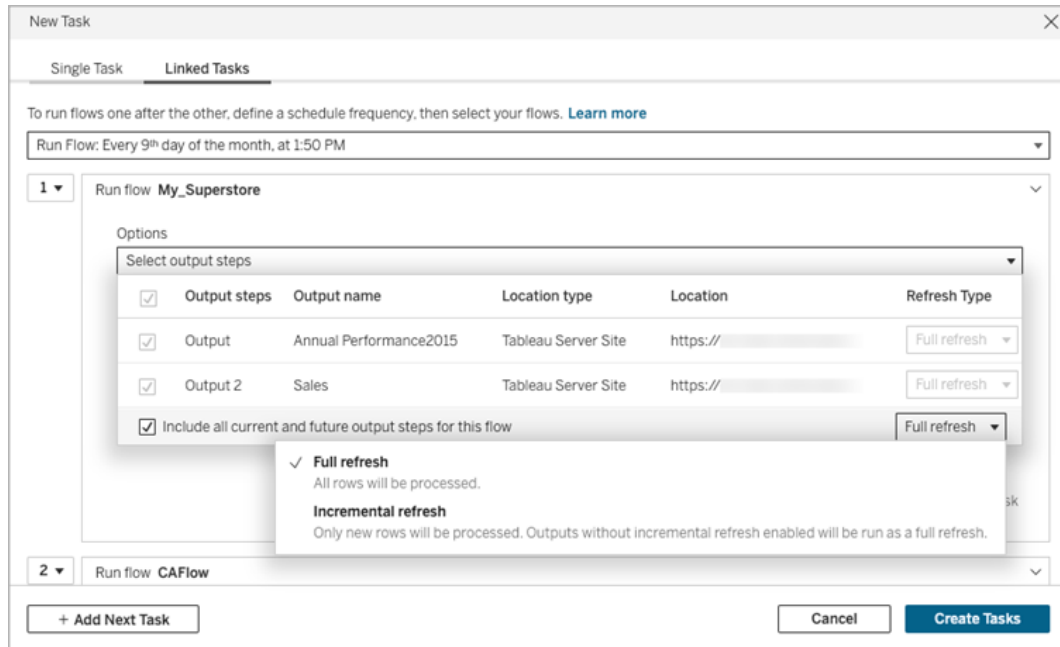 New Task
Single Task Linked Tasks
To run flows one after the other, define a schedule frequency, then select your flows. Learn more
Run Flow: Every 9th day of the month, at 1:50 PM
1 Run flow My_Superstore
Options
Select output steps
Output steps Output name Location type Location Refresh Type
Output Annual Performance2015 Tableau Server Site https:// Full refresh
Output 2 Sales Tableau Server Site https:// Full refresh
Include all current and future output steps for this flow Full refresh
Full refresh
All rows will be processed.
Incremental refresh
Only new rows will be processed. Outputs without incremental refresh enabled will be run as a full refresh.
2 Run flow CAFlow
+ Add Next Task Cancel Create Tasks